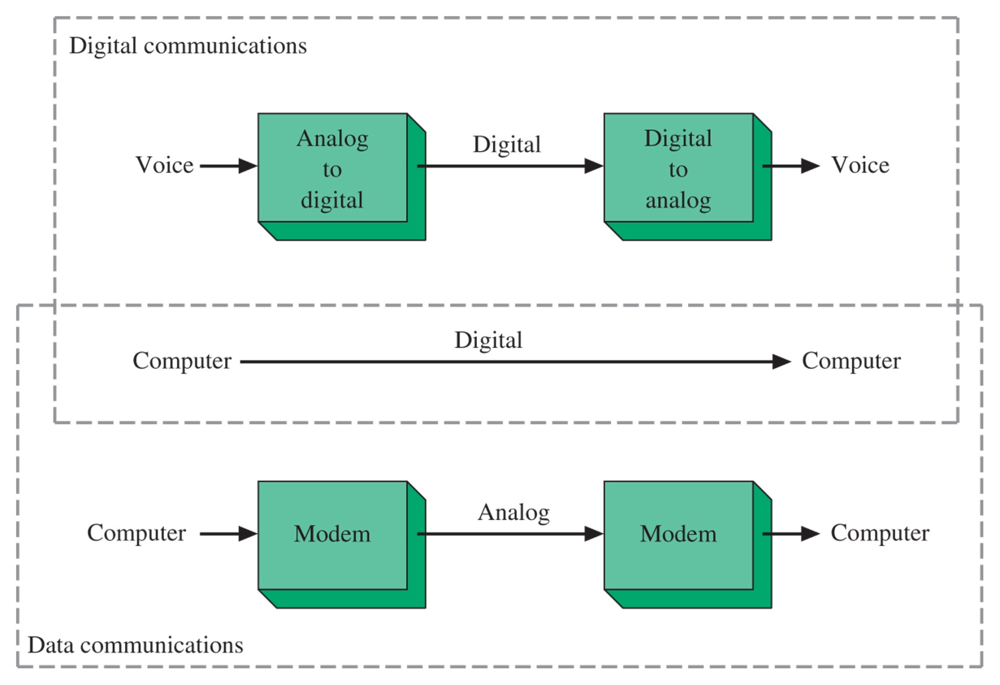 Digital communications
Voice
Analog
to
digital
Digital
Digital
to
analog
Voice
Computer
Digital
Computer
Computer
Modem
Analog
Modem
Computer
Data communications